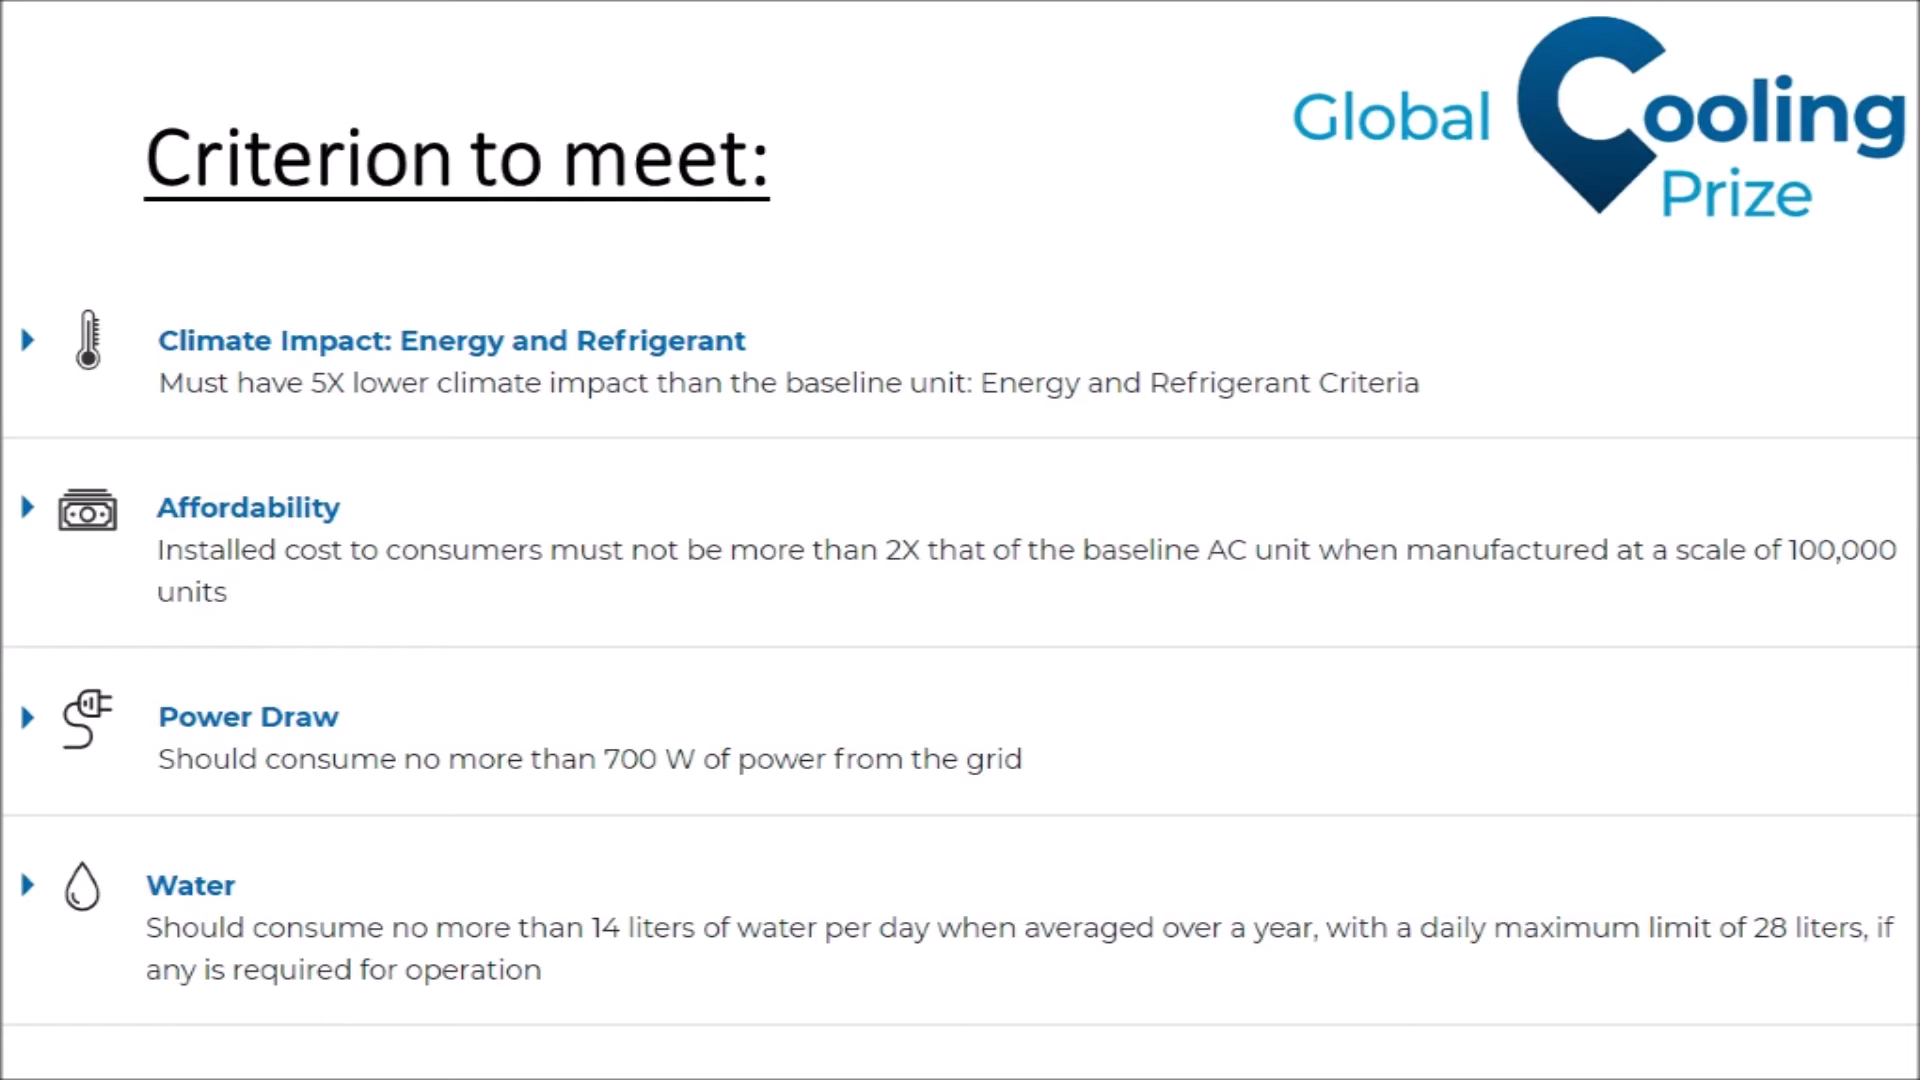 Global Cooling
Prize
Criterion to meet:
Climate Impact: Energy and Refrigerant
Must have 5X lower climate impact than the baseline unit: Energy and Refrigerant Criteria
Affordability
Installed cost to consumers must not be more than 2X that of the baseline AC unit when manufactured at a scale of 100,000
units
Power Draw
Should consume no more than 700 W of power from the grid
Water
Should consume no more than 14 liters of water per day when averaged over a year, with a daily maximum limit of 28 liters, if
any is required for operation